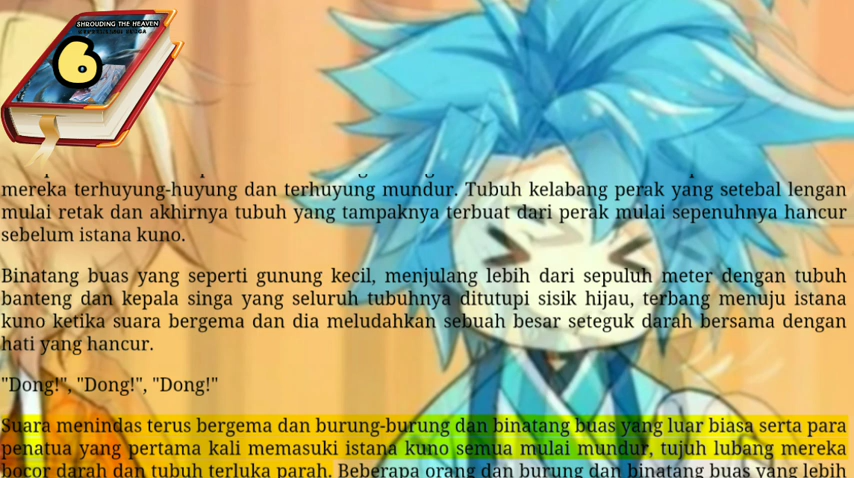 SHROUDING THE HEAVEN
6
mereka terhuyung-huyung dan terhuyung mundur. Tubuh kelabang perak yang setebal lengan
mulai retak dan akhirnya tubuh yang tampaknya terbuat dari perak mulai sepenuhnya hancur
sebelum istana kuno.
Binatang buas yang seperti gunung kecil, menjulang lebih dari sepuluh meter dengan tubuh
banteng dan kepala singa yang seluruh tubuhnya ditutupi sisik hijau, terbang menuju istana
kuno ketika suara bergema dan dia meludahkan sebuah besar seteguk darah bersama dengan
hati yang hancur.
"Dong!", "Dong!", "Dong!"
Suara menindas terus bergema dan burung-burung dan binatang buas yang luar biasa serta para
penatua yang pertama kali memasuki istana kuno semua mulai mundur, tujuh lubang mereka
bocor darah dan tubuh terluka parah. Beberapa orang dan burung dan binatang buas yang lebih